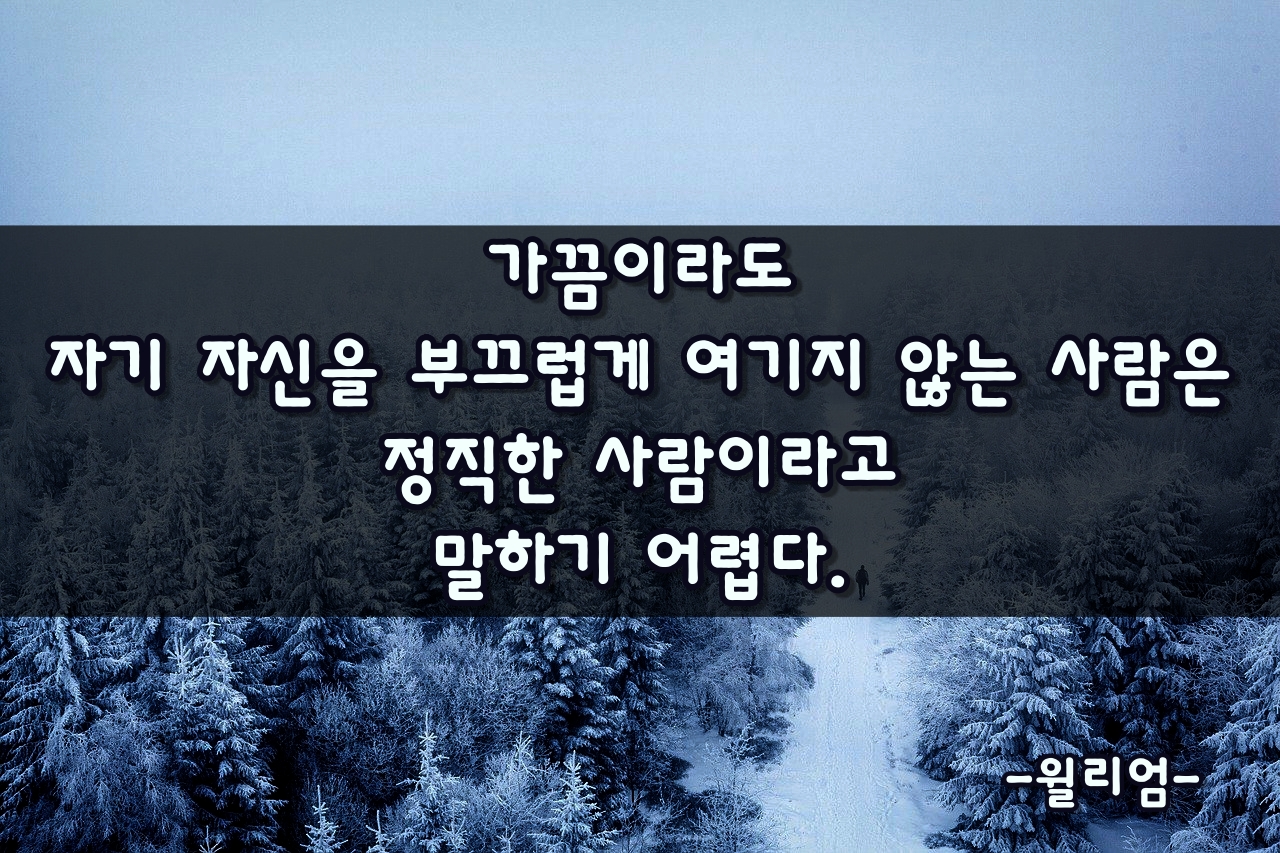 가끔이라도
자기 자신을 부끄럽게 여기지 않는 사람은
정직한 사람이라고
말하기 어렵다.
-윌리엄-